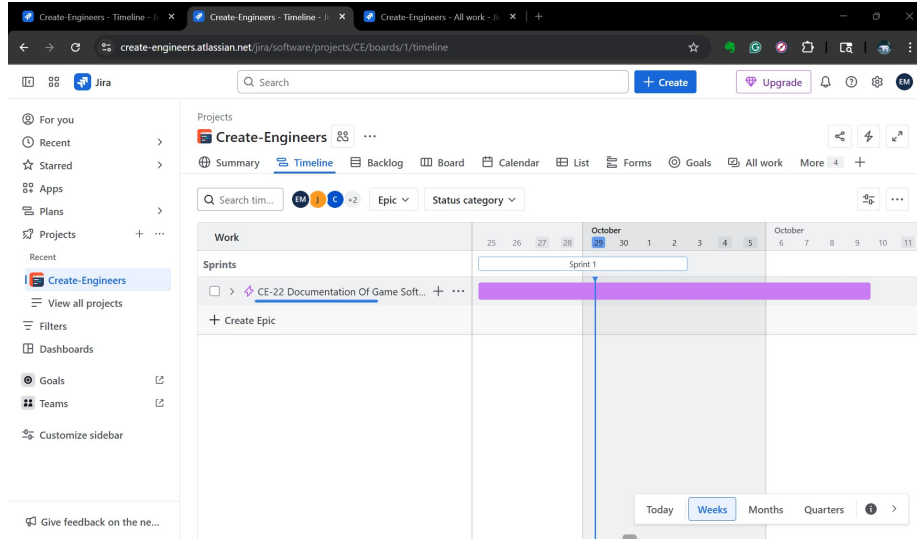 Create-Engineers - Timeline - Ji
Create-Engineers - Timeline - Ji
Create-Engineers - All work - Jir
create-engineers.atlassian.net/jira/software/projects/CE/boards/1/timeline
Jira
Search
+ Create
Upgrade
EM
For you
Recent
Starred
Apps
Plans
Projects
Recent
Create-Engineers
View all projects
Filters
Dashboards
Goals
Teams
Customize sidebar
Give feedback on the ne...
Projects
Create-Engineers
Summary Timeline Backlog Board Calendar List Forms Goals All work More 4
Search tim... EM J C +2 Epic Status category
Work
October October
25 26 27 28 29 30 1 2 3 4 5 6 7 8 9 10 11
Sprints
Sprint 1
CE-22 Documentation Of Game Soft...
+ Create Epic
Today Weeks Months Quarters